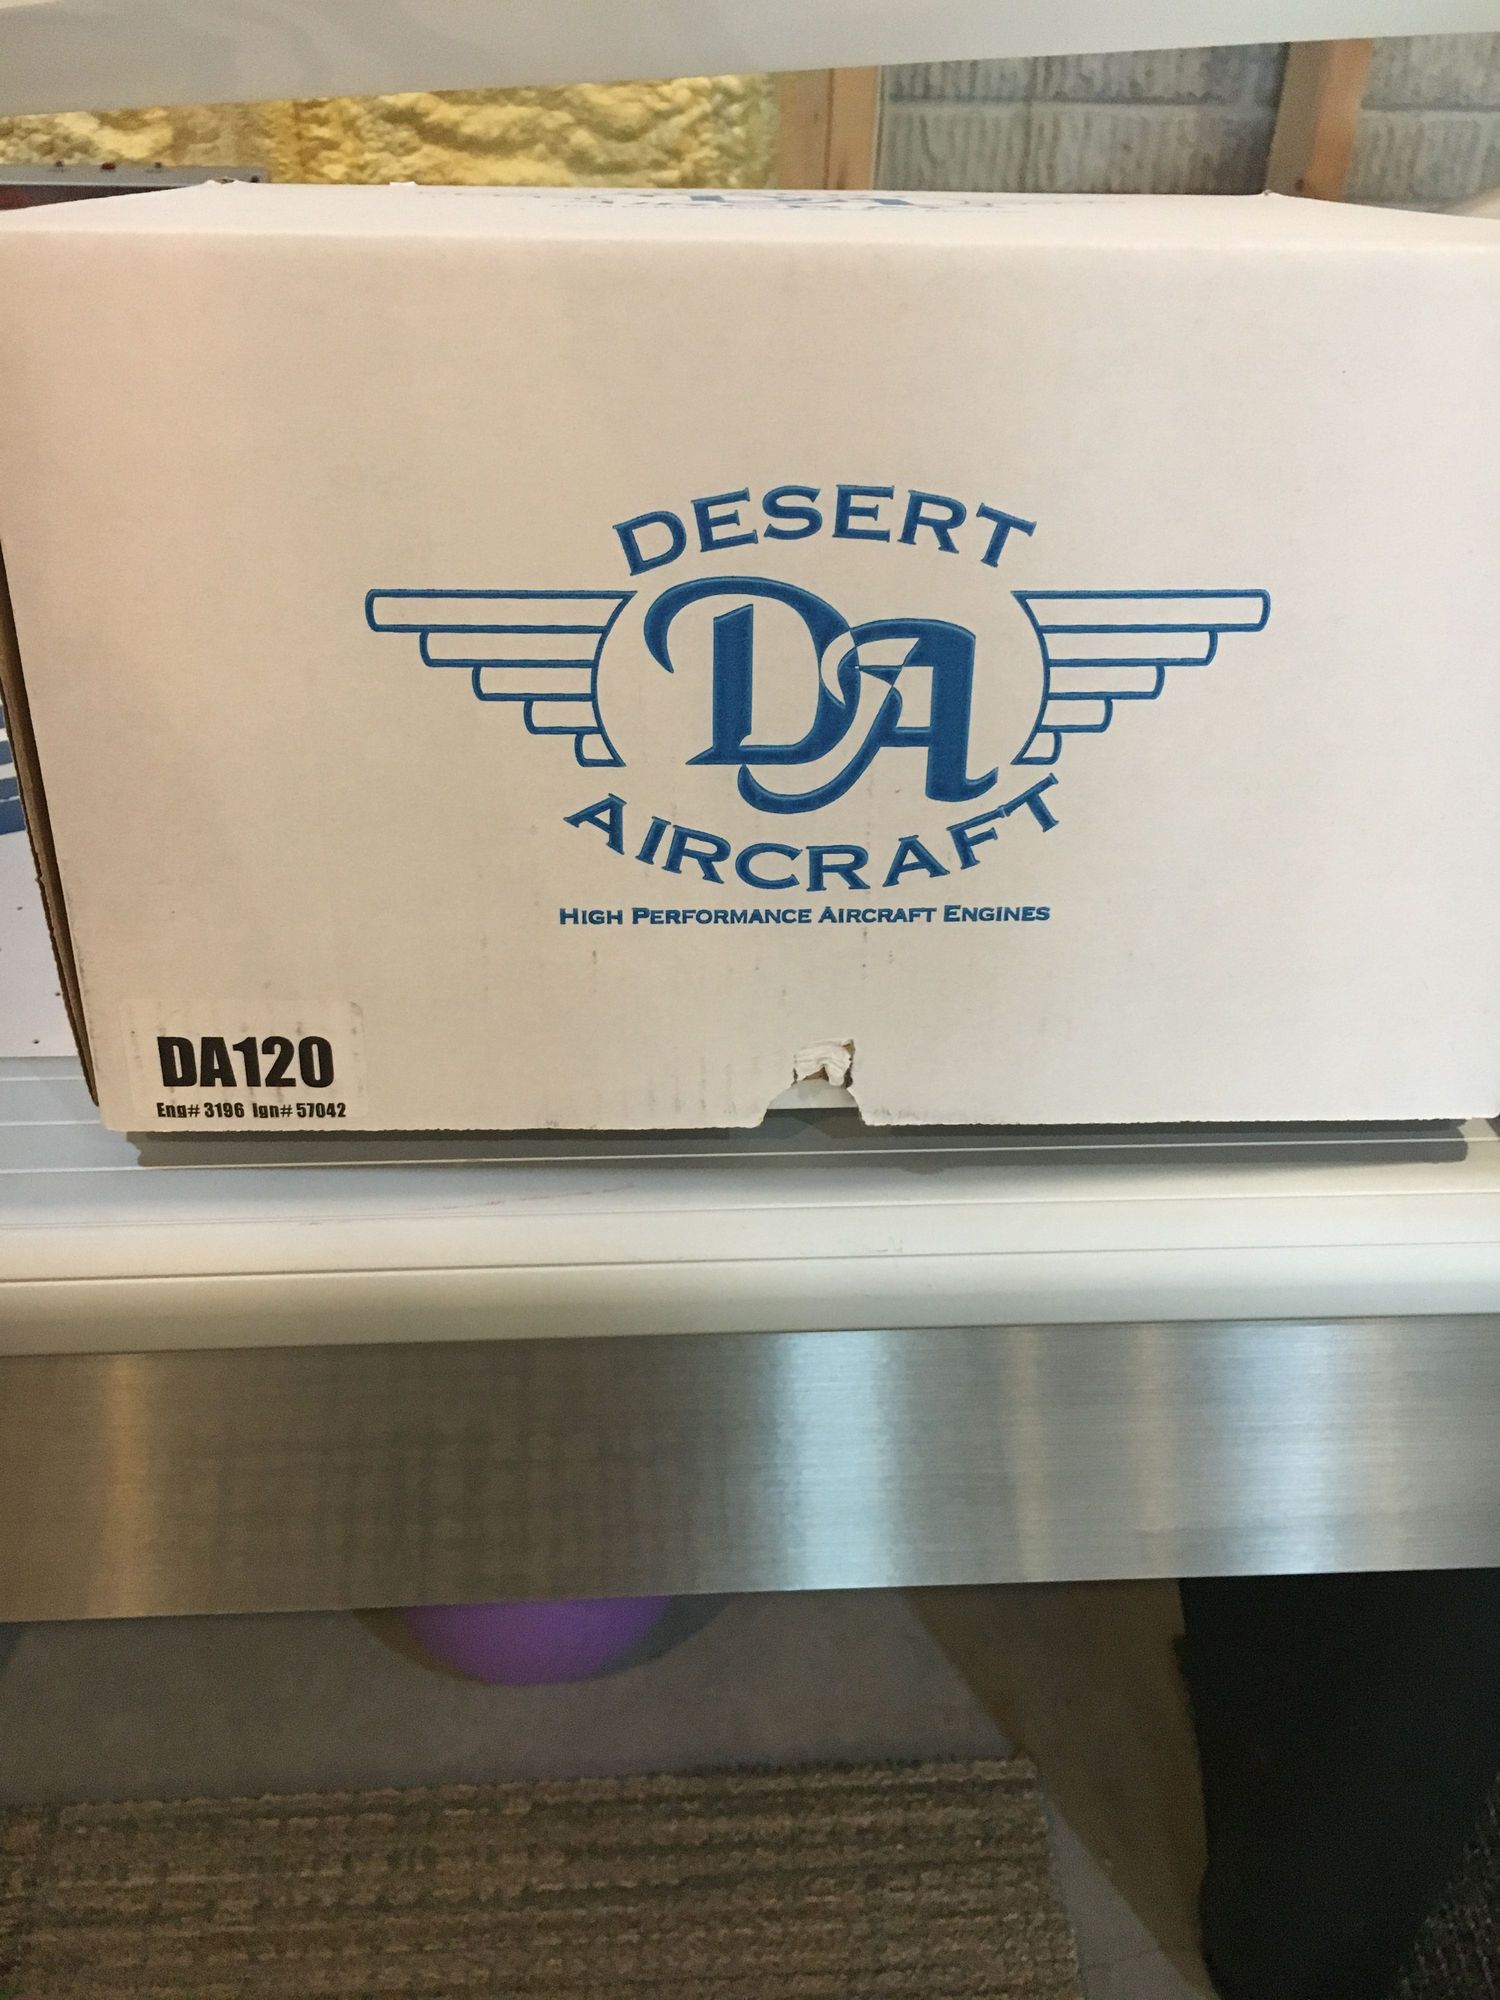 DESERT
DA
AIRCRAFT
HIGH PERFORMANCE AIRCRAFT ENGINES
DA120
Eng# 3196 Ign# 57042